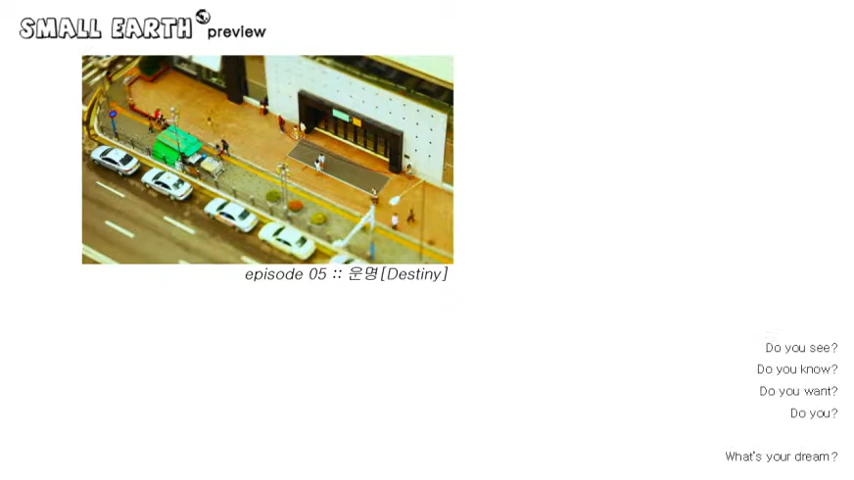 SMALL EARTH preview
episode 05 :: 운명[Destiny]
Do you see?
Do you know?
Do you want?
Do you?
What's your dream?